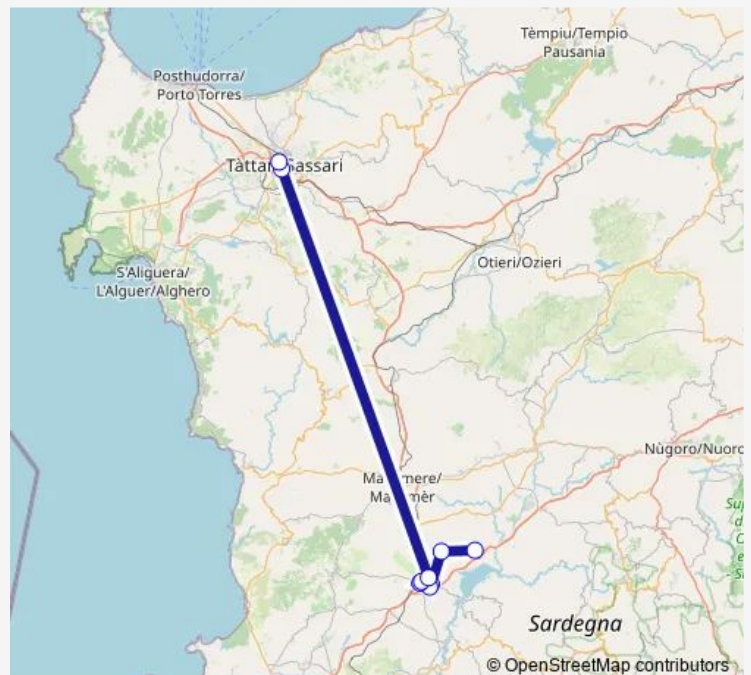 Tèmpiu/Tempio
Pausania
Posthudorra/
Porto Torres
Sassari
S'Aliguera/
L'Alguer/Alghero
Otieri/Ozieri
Nùgoro/Nuoro
Sardegna
© OpenStreetMap contributors